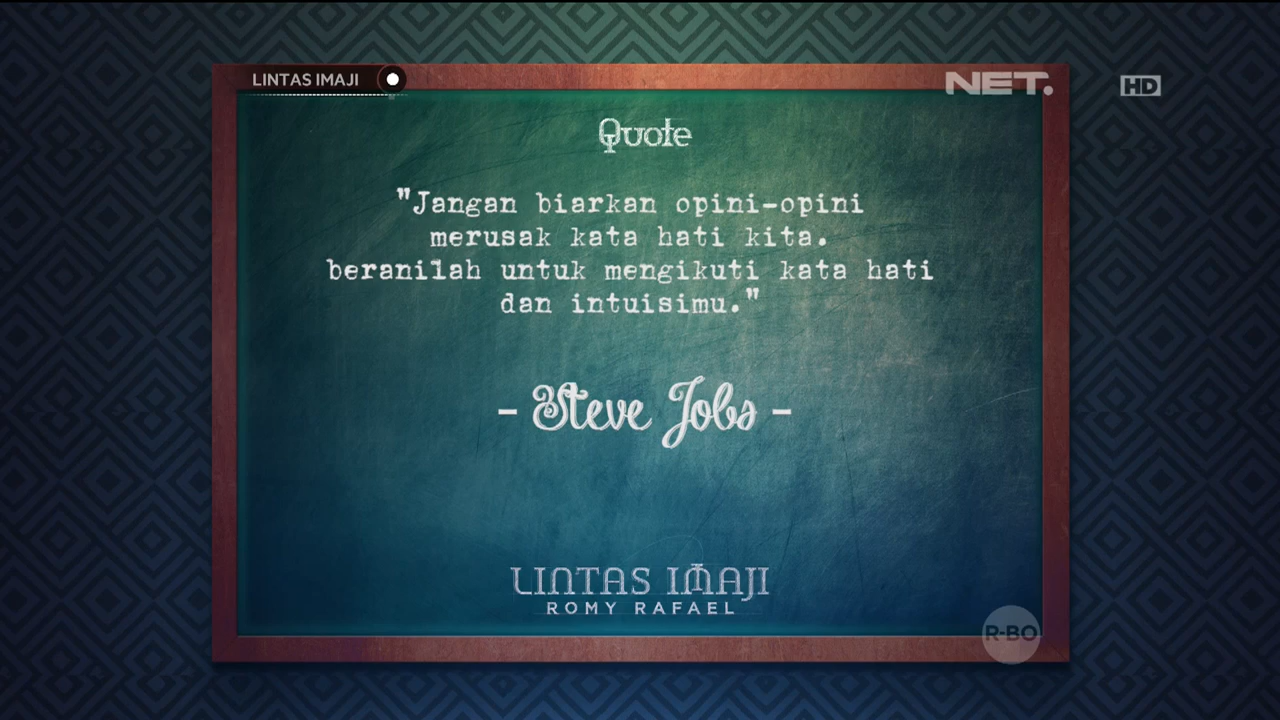 LINTAS IMAJI
NET.
HD
Quote
"Jangan biarkan opini-opini
merusak kata hati kita.
beranilah untuk mengikuti kata hati
dan intuisimu."
- Steve Jobs -
LINTAS IMAJI
ROMY RAFAEL
R-BO